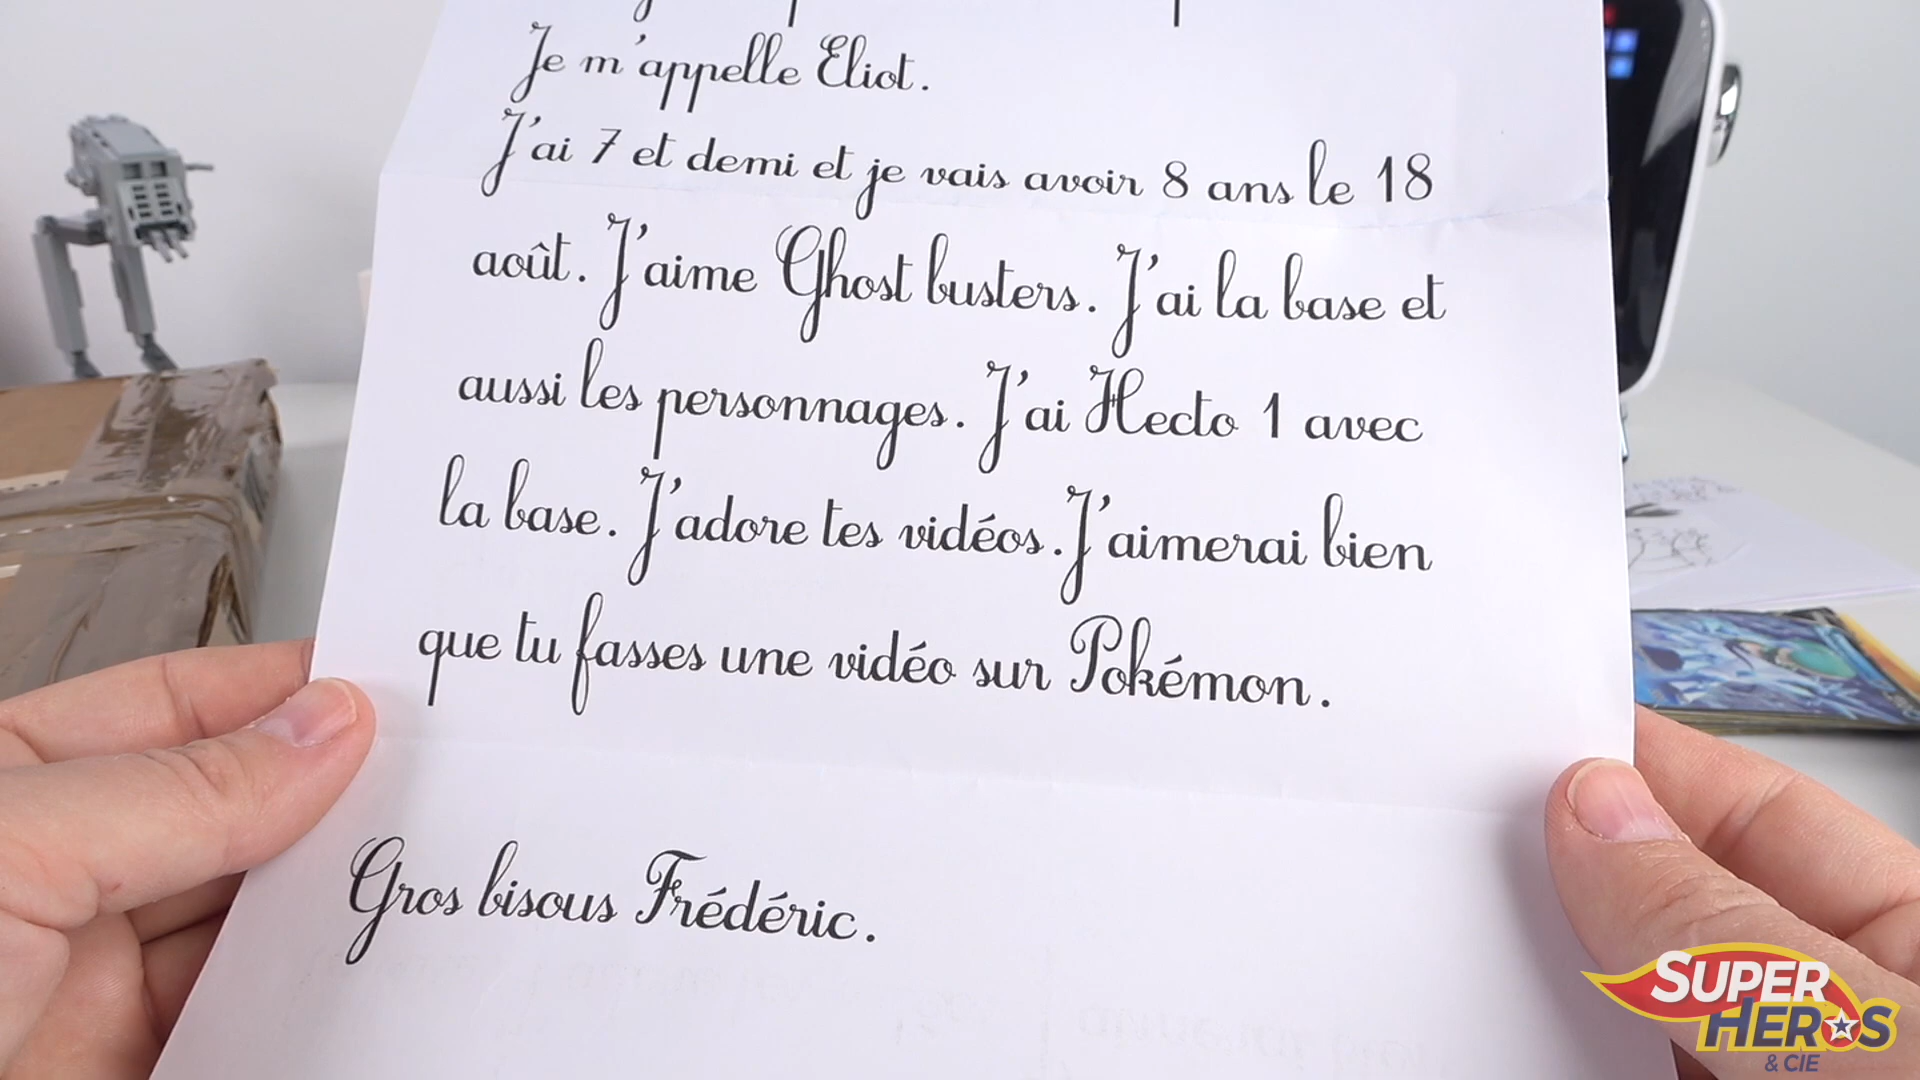 Je m'appelle Eliot.
J'ai 7 et demi et je vais avoir 8 ans le 18
août. J'aime Ghost busters. J'ai la base et
aussi les personnages. J'ai Hecto 1 avec
la base. J'adore tes vidéos. J'aimerai bien
que tu fasses une vidéo sur Pokémon.
Gros bisous Frédéric.
SUPER
HEROS
& CIE